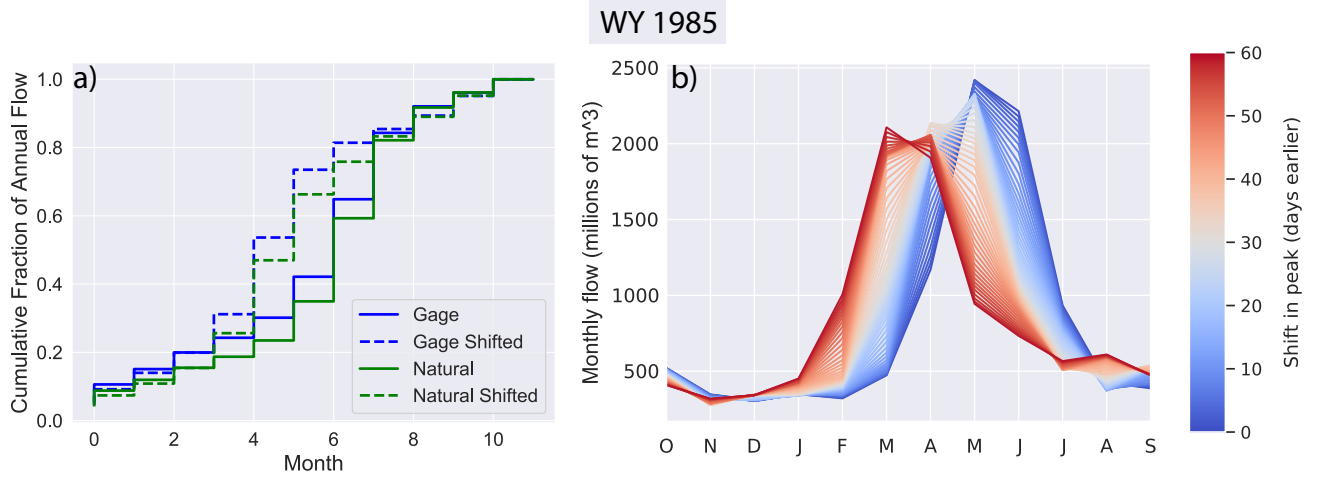 WY 1985
a)
Cumulative Fraction of Annual Flow
1.0
0.8
0.6
0.4
0.2
0.0
0 2 4 6 8 10
Month
Gage
Gage Shifted
Natural
Natural Shifted
b)
Monthly flow (millions of m^3)
2500
2000
1500
1000
500
O N D J F M A M J J A S
60
50
40
30
20
10
0
Shift in peak (days earlier)